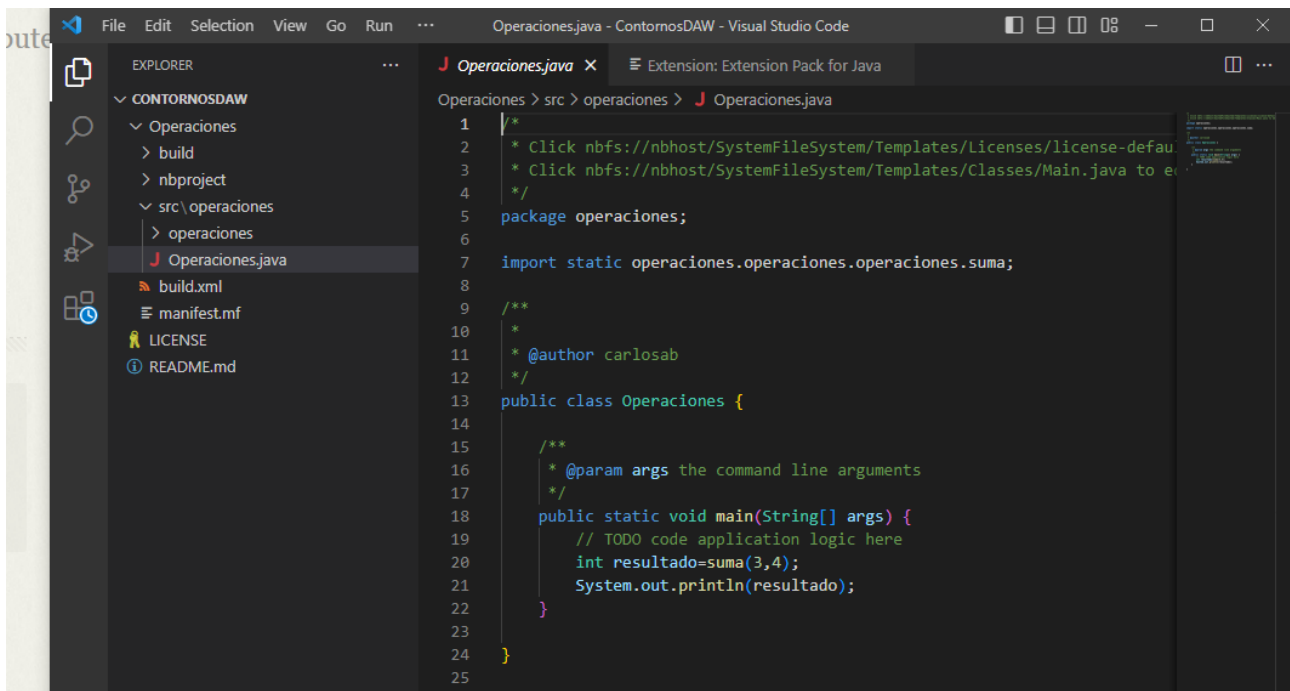 File Edit Selection View Go Run ··· Operaciones.java - ContornosDAW - Visual Studio Code
EXPLORER ···
CONTORNOSDAW
Operaciones
build
nbproject
src\operaciones
operaciones
J Operaciones.java
build.xml
manifest.mf
LICENSE
README.md
J Operaciones.java × Extension: Extension Pack for Java
Operaciones > src > operaciones > J Operaciones.java
1 /*
2 * Click nbfs://nbhost/SystemFileSystem/Templates/Licenses/license-defau
3 * Click nbfs://nbhost/SystemFileSystem/Templates/Classes/Main.java to e
4 */
5 package operaciones;
6
7 import static operaciones.operaciones.operaciones.suma;
8
9 /**
10 *
11 * @author carlosab
12 */
13 public class Operaciones {
14
15 /**
16 * @param args the command line arguments
17 */
18 public static void main(String[] args) {
19 // TODO code application logic here
20 int resultado=suma(3,4);
21 System.out.println(resultado);
22 }
23
24 }
25